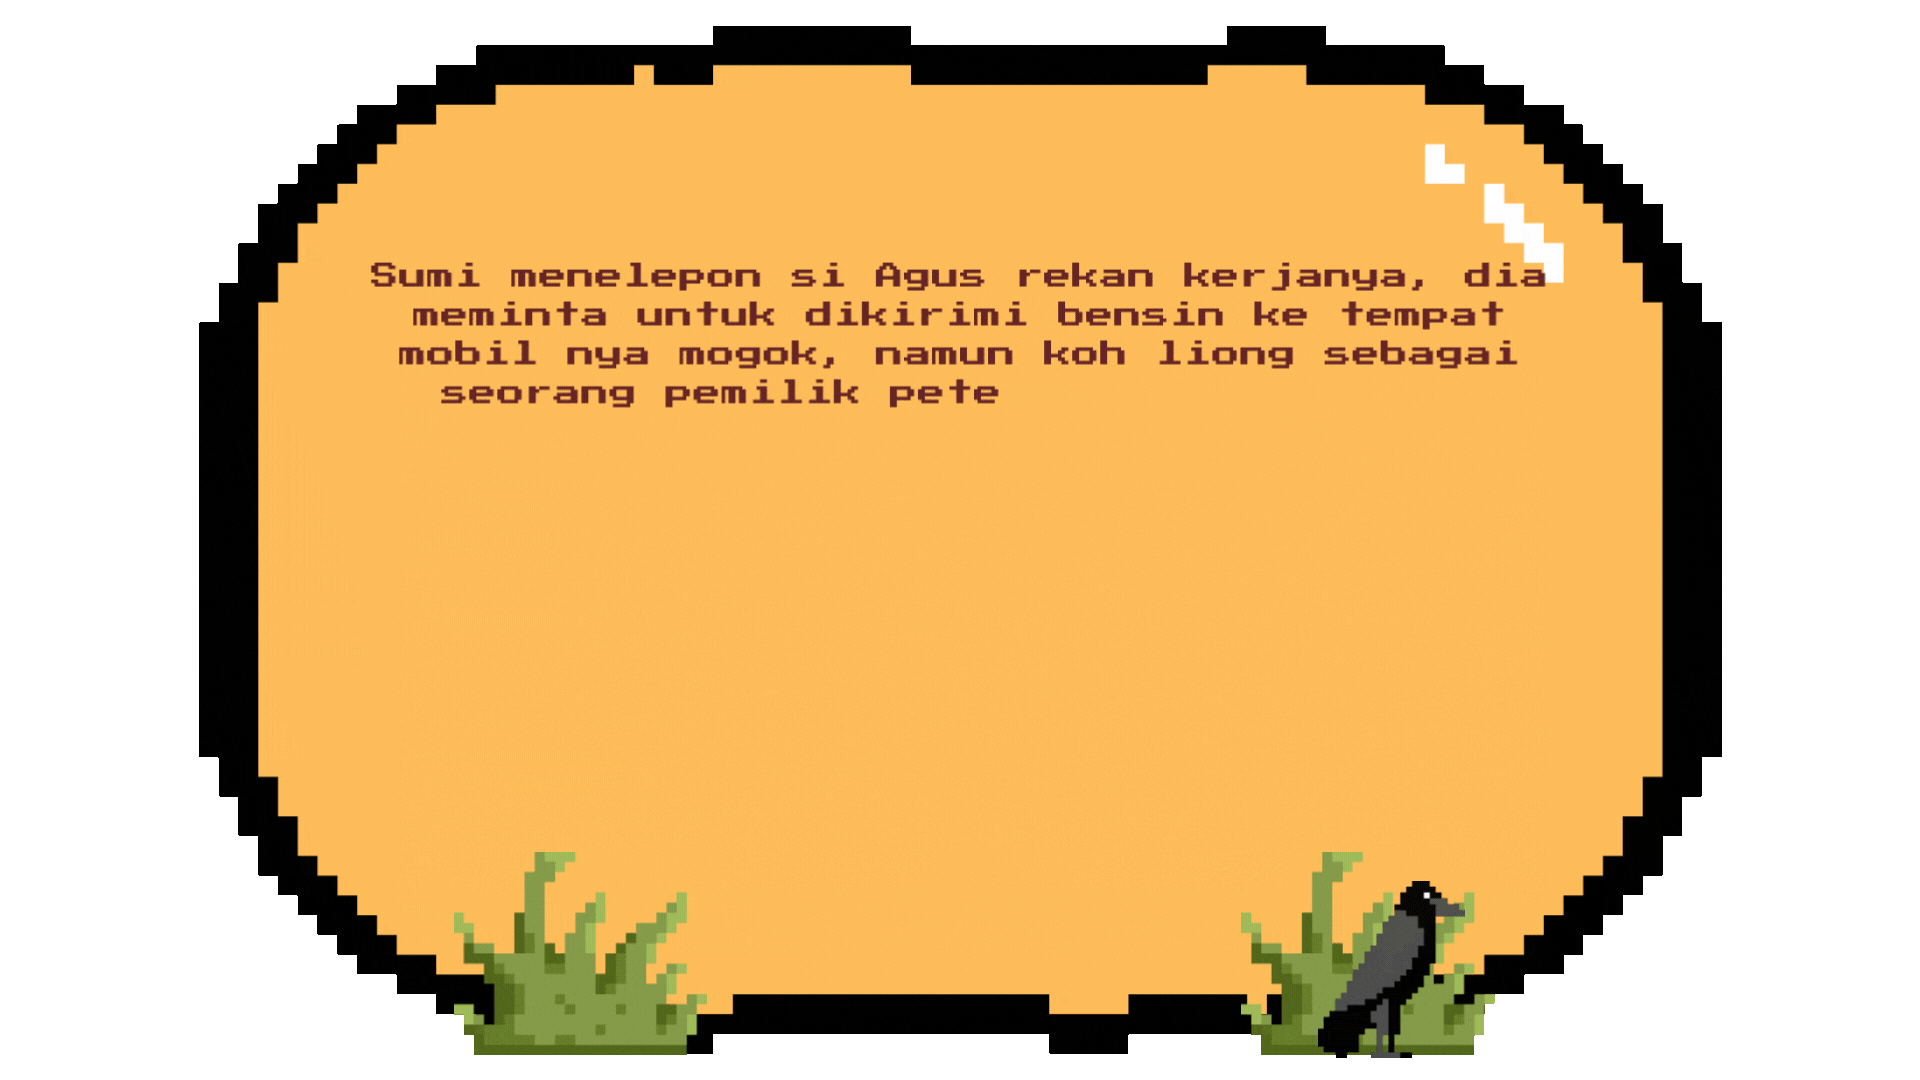 Sumi menelepon si Agus rekan kerjanya, dia
meminta untuk dikirimi bensin ke tempat
mobil nya mogok, namun koh liong sebagai
seorang pemilik pete